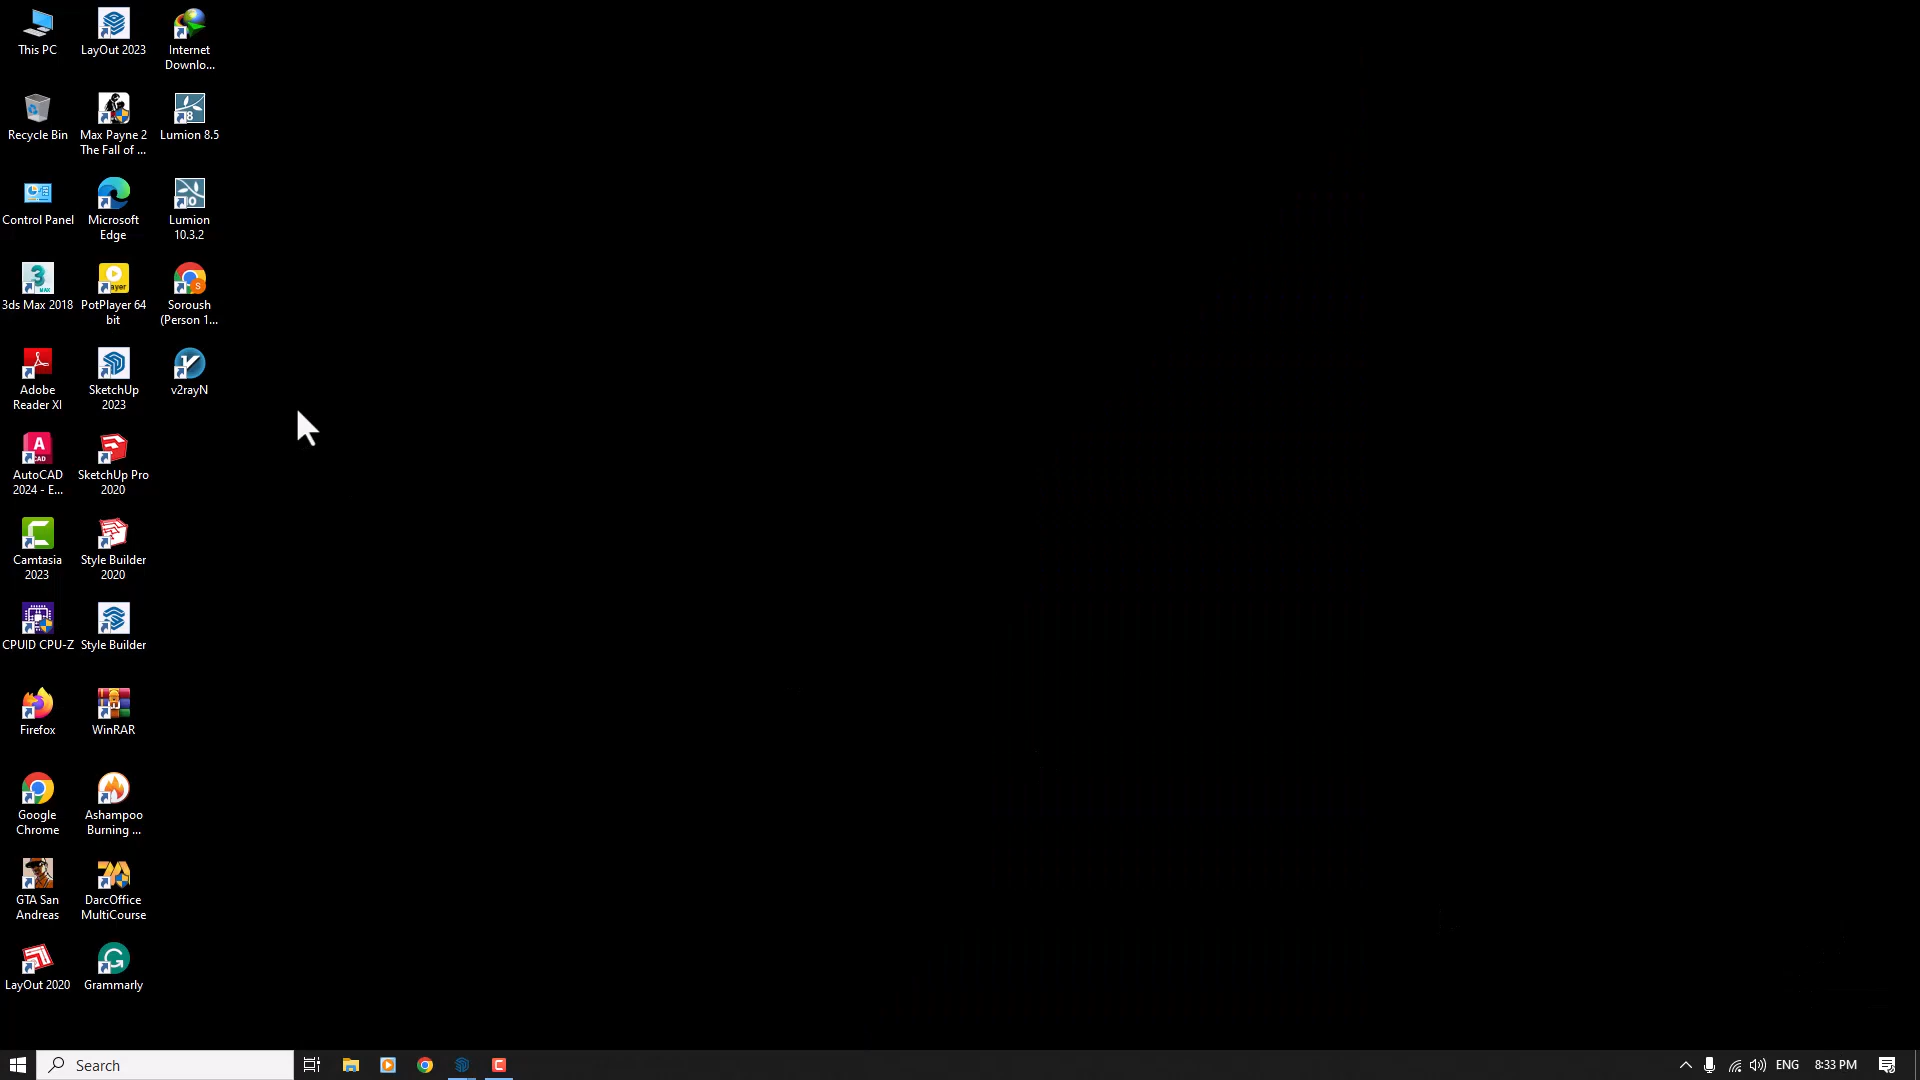 This PC
LayOut 2023
Internet
Downlo...
Recycle Bin
Max Payne 2
The Fall of ...
Lumion 8.5
Control Panel
Microsoft
Edge
Lumion
10.3.2
3ds Max 2018
PotPlayer 64
bit
Soroush
(Person 1...
Adobe
Reader XI
SketchUp
2023
v2rayN
AutoCAD
2024 - E...
SketchUp Pro
2020
Camtasia
2023
Style Builder
2020
CPUID CPU-Z
Style Builder
Firefox
WinRAR
Google
Chrome
Ashampoo
Burning ...
GTA San
Andreas
DarcOffice
MultiCourse
LayOut 2020
Grammarly
Search
ENG
8:33 PM